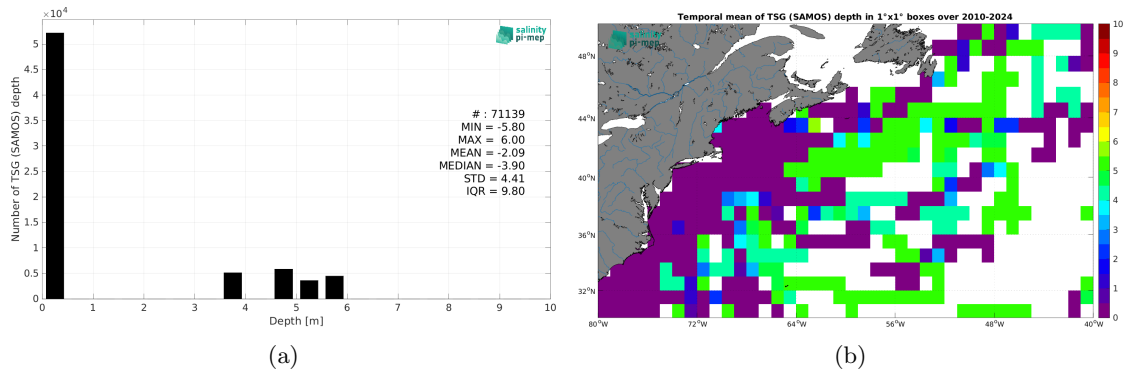 ×10⁴
5
4.5
4
3.5
3
2.5
2
1.5
1
0.5
0
Number of TSG (SAMOS) depth
salinity
pi-mep
# : 71139
MIN = -5.80
MAX = 6.00
MEAN = -2.09
MEDIAN = -3.90
STD = 4.41
IQR = 9.80
0 1 2 3 4 5 6 7 8 9 10
Depth [m]
(a)
Temporal mean of TSG (SAMOS) depth in 1°x1° boxes over 2010-2024
salinity
pi-mep
48°N
44°N
40°N
36°N
32°N
80°W 72°W 64°W 56°W 48°W 40°W
10
9
8
7
6
5
4
3
2
1
0
(b)